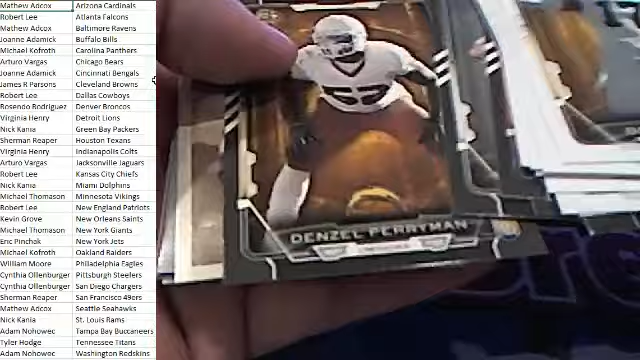 Mathew Adcox Arizona Cardinals
Robert Lee Atlanta Falcons
Mathew Adcox Baltimore Ravens
Joanne Adamick Buffalo Bills
Michael Kofroth Carolina Panthers
Arturo Vargas Chicago Bears
Joanne Adamick Cincinnati Bengals
James R Parsons Cleveland Browns
Robert Lee Dallas Cowboys
Rosendo Rodriguez Denver Broncos
Virginia Henry Detroit Lions
Nick Kania Green Bay Packers
Sherman Reaper Houston Texans
Virginia Henry Indianapolis Colts
Arturo Vargas Jacksonville Jaguars
Robert Lee Kansas City Chiefs
Nick Kania Miami Dolphins
Michael Thomason Minnesota Vikings
Robert Lee New England Patriots
Kevin Grove New Orleans Saints
Michael Thomason New York Giants
Eric Pinchak New York Jets
Michael Kofroth Oakland Raiders
William Moore Philadelphia Eagles
Cynthia Ollenburger Pittsburgh Steelers
Cynthia Ollenburger San Diego Chargers
Sherman Reaper San Francisco 49ers
Mathew Adcox Seattle Seahawks
Nick Kania St. Louis Rams
Adam Nohowec Tampa Bay Buccaneers
Tyler Hodge Tennessee Titans
Adam Nohowec Washington Redskins
52
DENZEL PERRYMAN